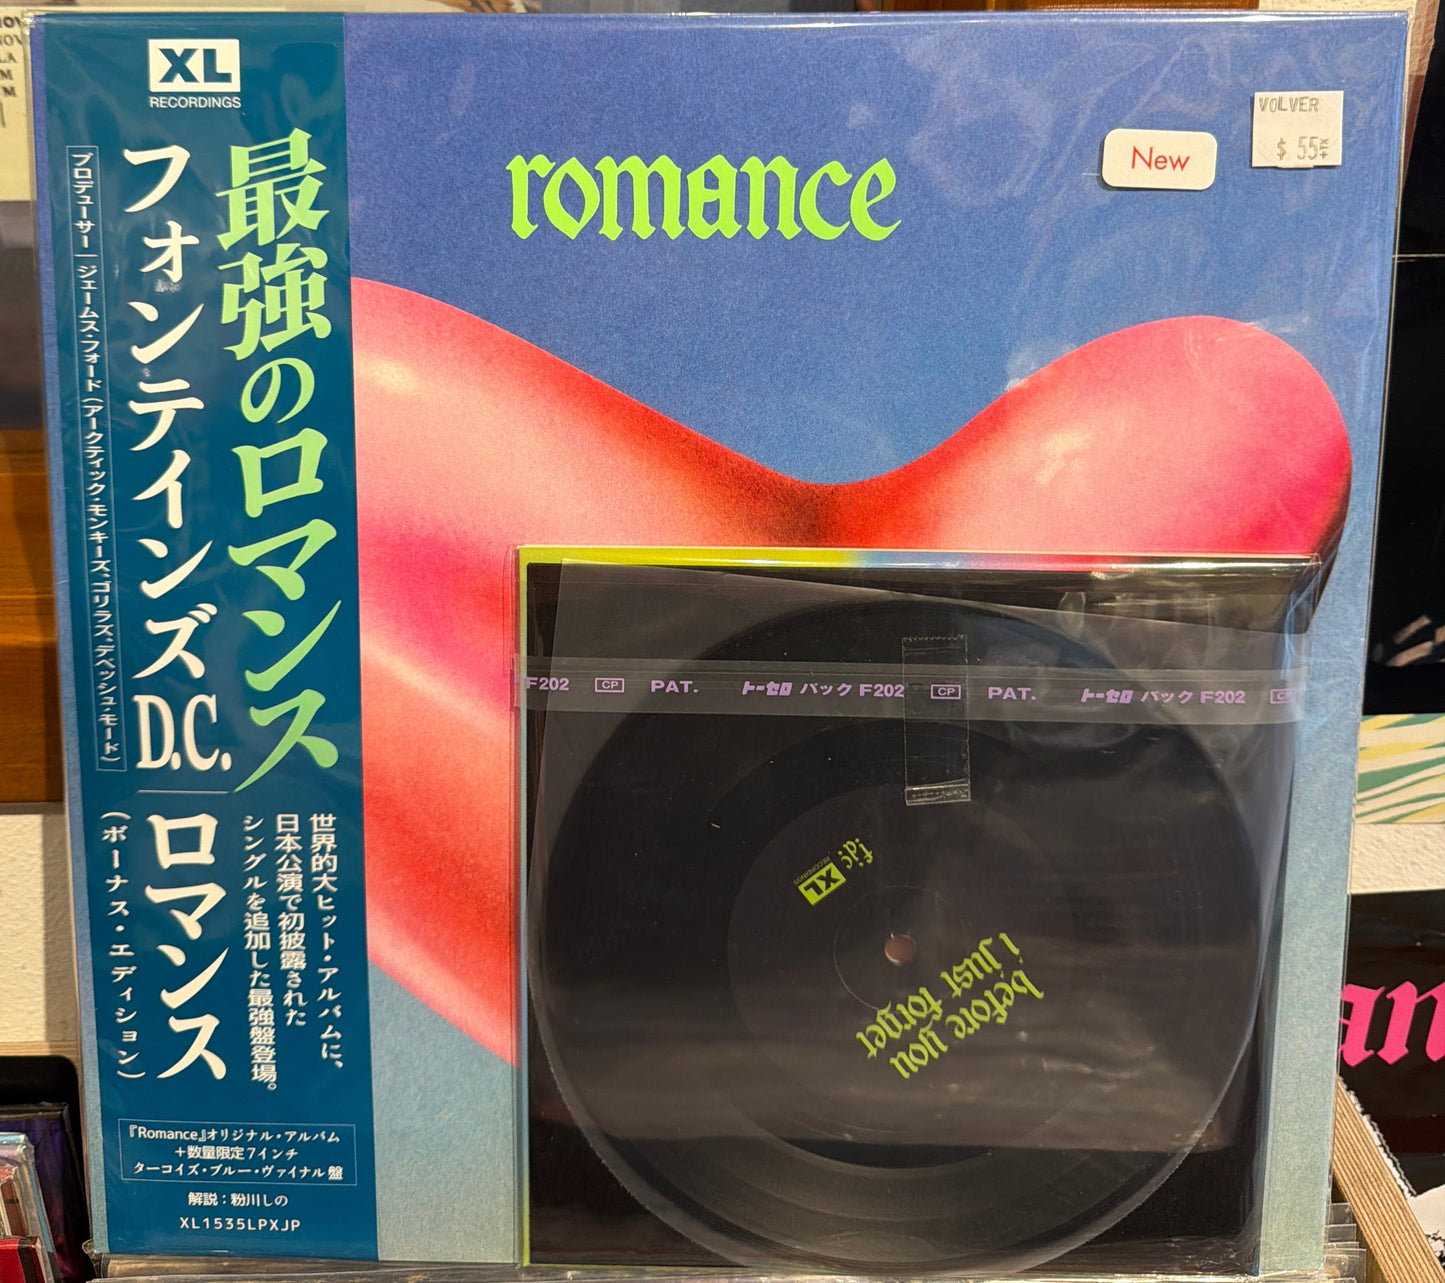 XL
RECORDINGS
最強のロマンス
フォンテインズD.C.
プロデューサー｜ジェームス・フォード（アークティック・モンキーズ、ゴリラズ、デペッシュ・モード）
ロマンス
（ボーナス・エディション）
世界的大ヒット・アルバムに、
日本公演で初披露された
シングルを追加した最強盤登場。
『Romance』オリジナル・アルバム
＋数量限定7インチ
ターコイズ・ブルー・ヴァイナル盤
解説：粉川しの
XL1535LPXJP
romance
New
VOLVER
$ 55
F202 CP PAT. トーセロ パック F202 CP PAT. トーセロ パック F202 CP
f.d.c.
XL
RECORDINGS
before you
i just forget
an